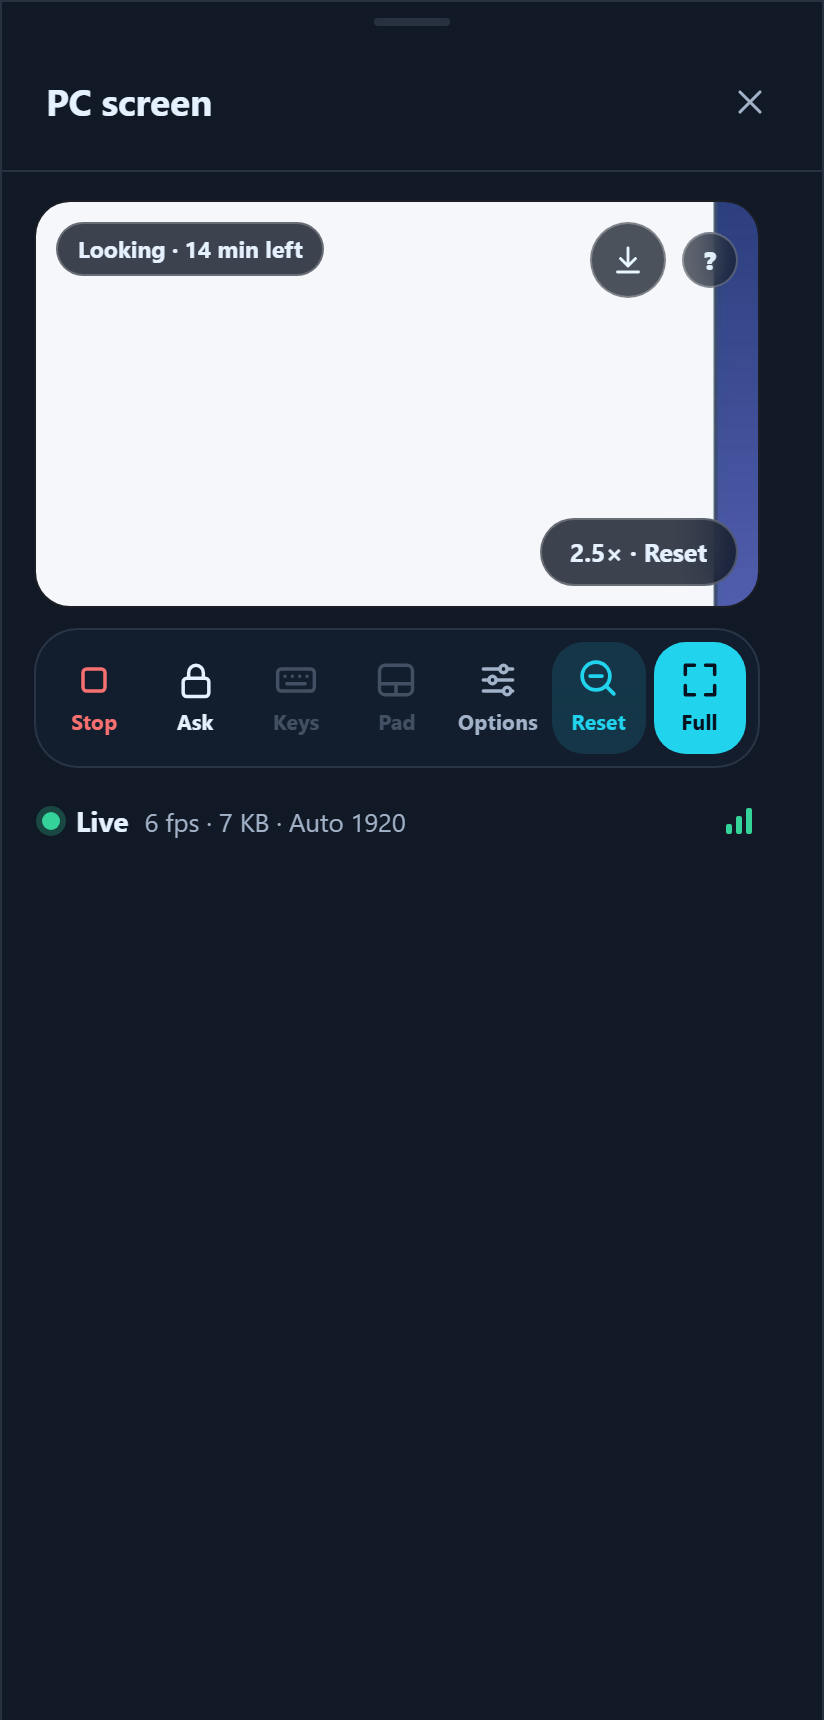 PC screen
Looking · 14 min left
?
2.5× · Reset
Stop Ask Keys Pad Options Reset Full
Live 6 fps · 7 KB · Auto 1920